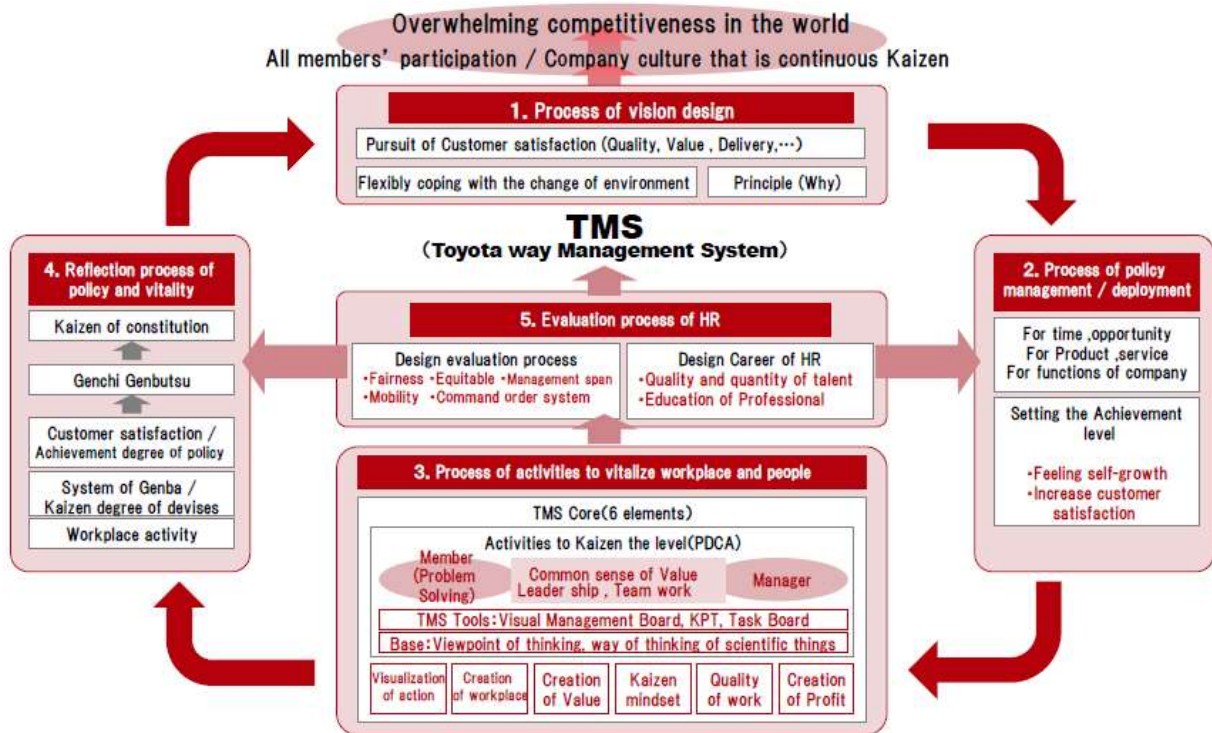 Overwhelming competitiveness in the world
All members' participation / Company culture that is continuous Kaizen
1. Process of vision design
Pursuit of Customer satisfaction (Quality, Value , Delivery,…)
Flexibly coping with the change of environment
Principle (Why)
TMS
(Toyota way Management System)
4. Reflection process of
policy and vitality
Kaizen of constitution
Genchi Genbutsu
Customer satisfaction /
Achievement degree of policy
System of Genba /
Kaizen degree of devises
Workplace activity
5. Evaluation process of HR
Design evaluation process
・Fairness ・Equitable ・Management span
・Mobility ・Command order system
Design Career of HR
・Quality and quantity of talent
・Education of Professional
2. Process of policy
management / deployment
For time ,opportunity
For Product ,service
For functions of company
Setting the Achievement
level
・Feeling self-growth
・Increase customer
satisfaction
3. Process of activities to vitalize workplace and people
TMS Core(6 elements)
Activities to Kaizen the level(PDCA)
Member
(Problem
Solving)
Common sense of Value
Leader ship , Team work
Manager
TMS Tools：Visual Management Board, KPT, Task Board
Base：Viewpoint of thinking, way of thinking of scientific things
Visualization
of action
Creation
of workplace
Creation
of Value
Kaizen
mindset
Quality
of work
Creation
of Profit